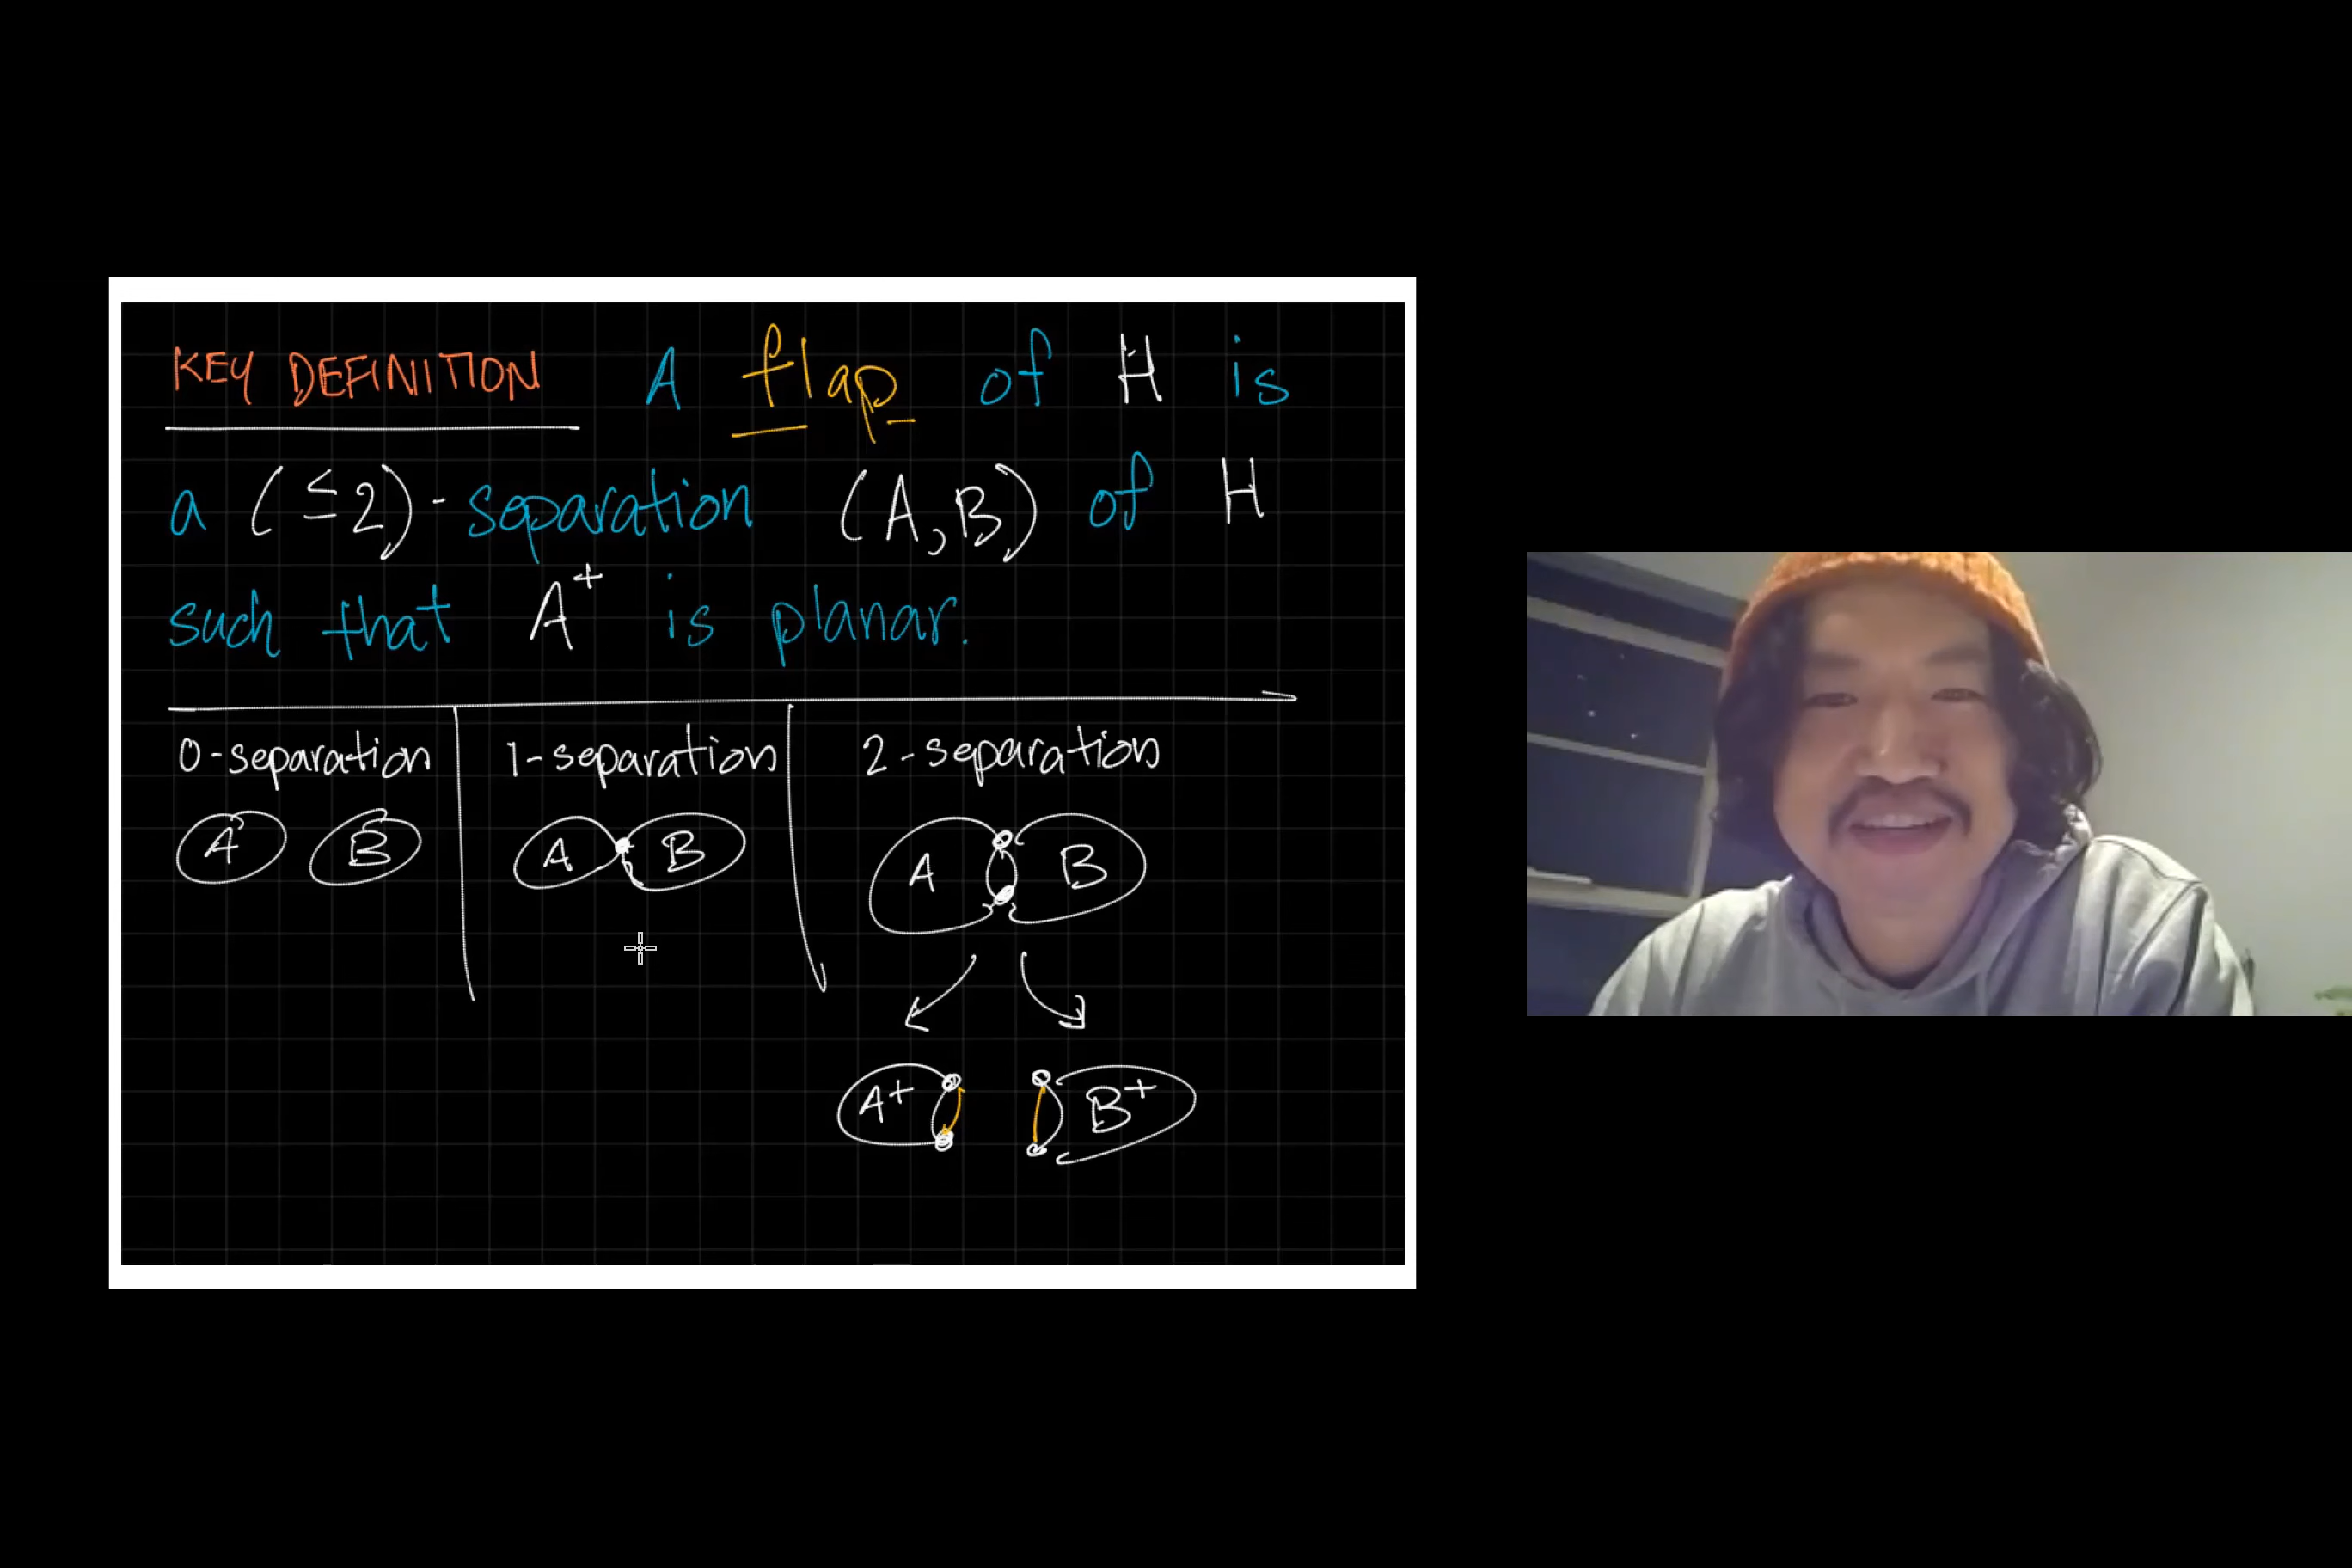 KEY DEFINITION A flap of H is
a (≤2)-separation (A,B) of H
such that A⁺ is planar.
0-separation 1-separation 2-separation
A B A B A B
A+ B+